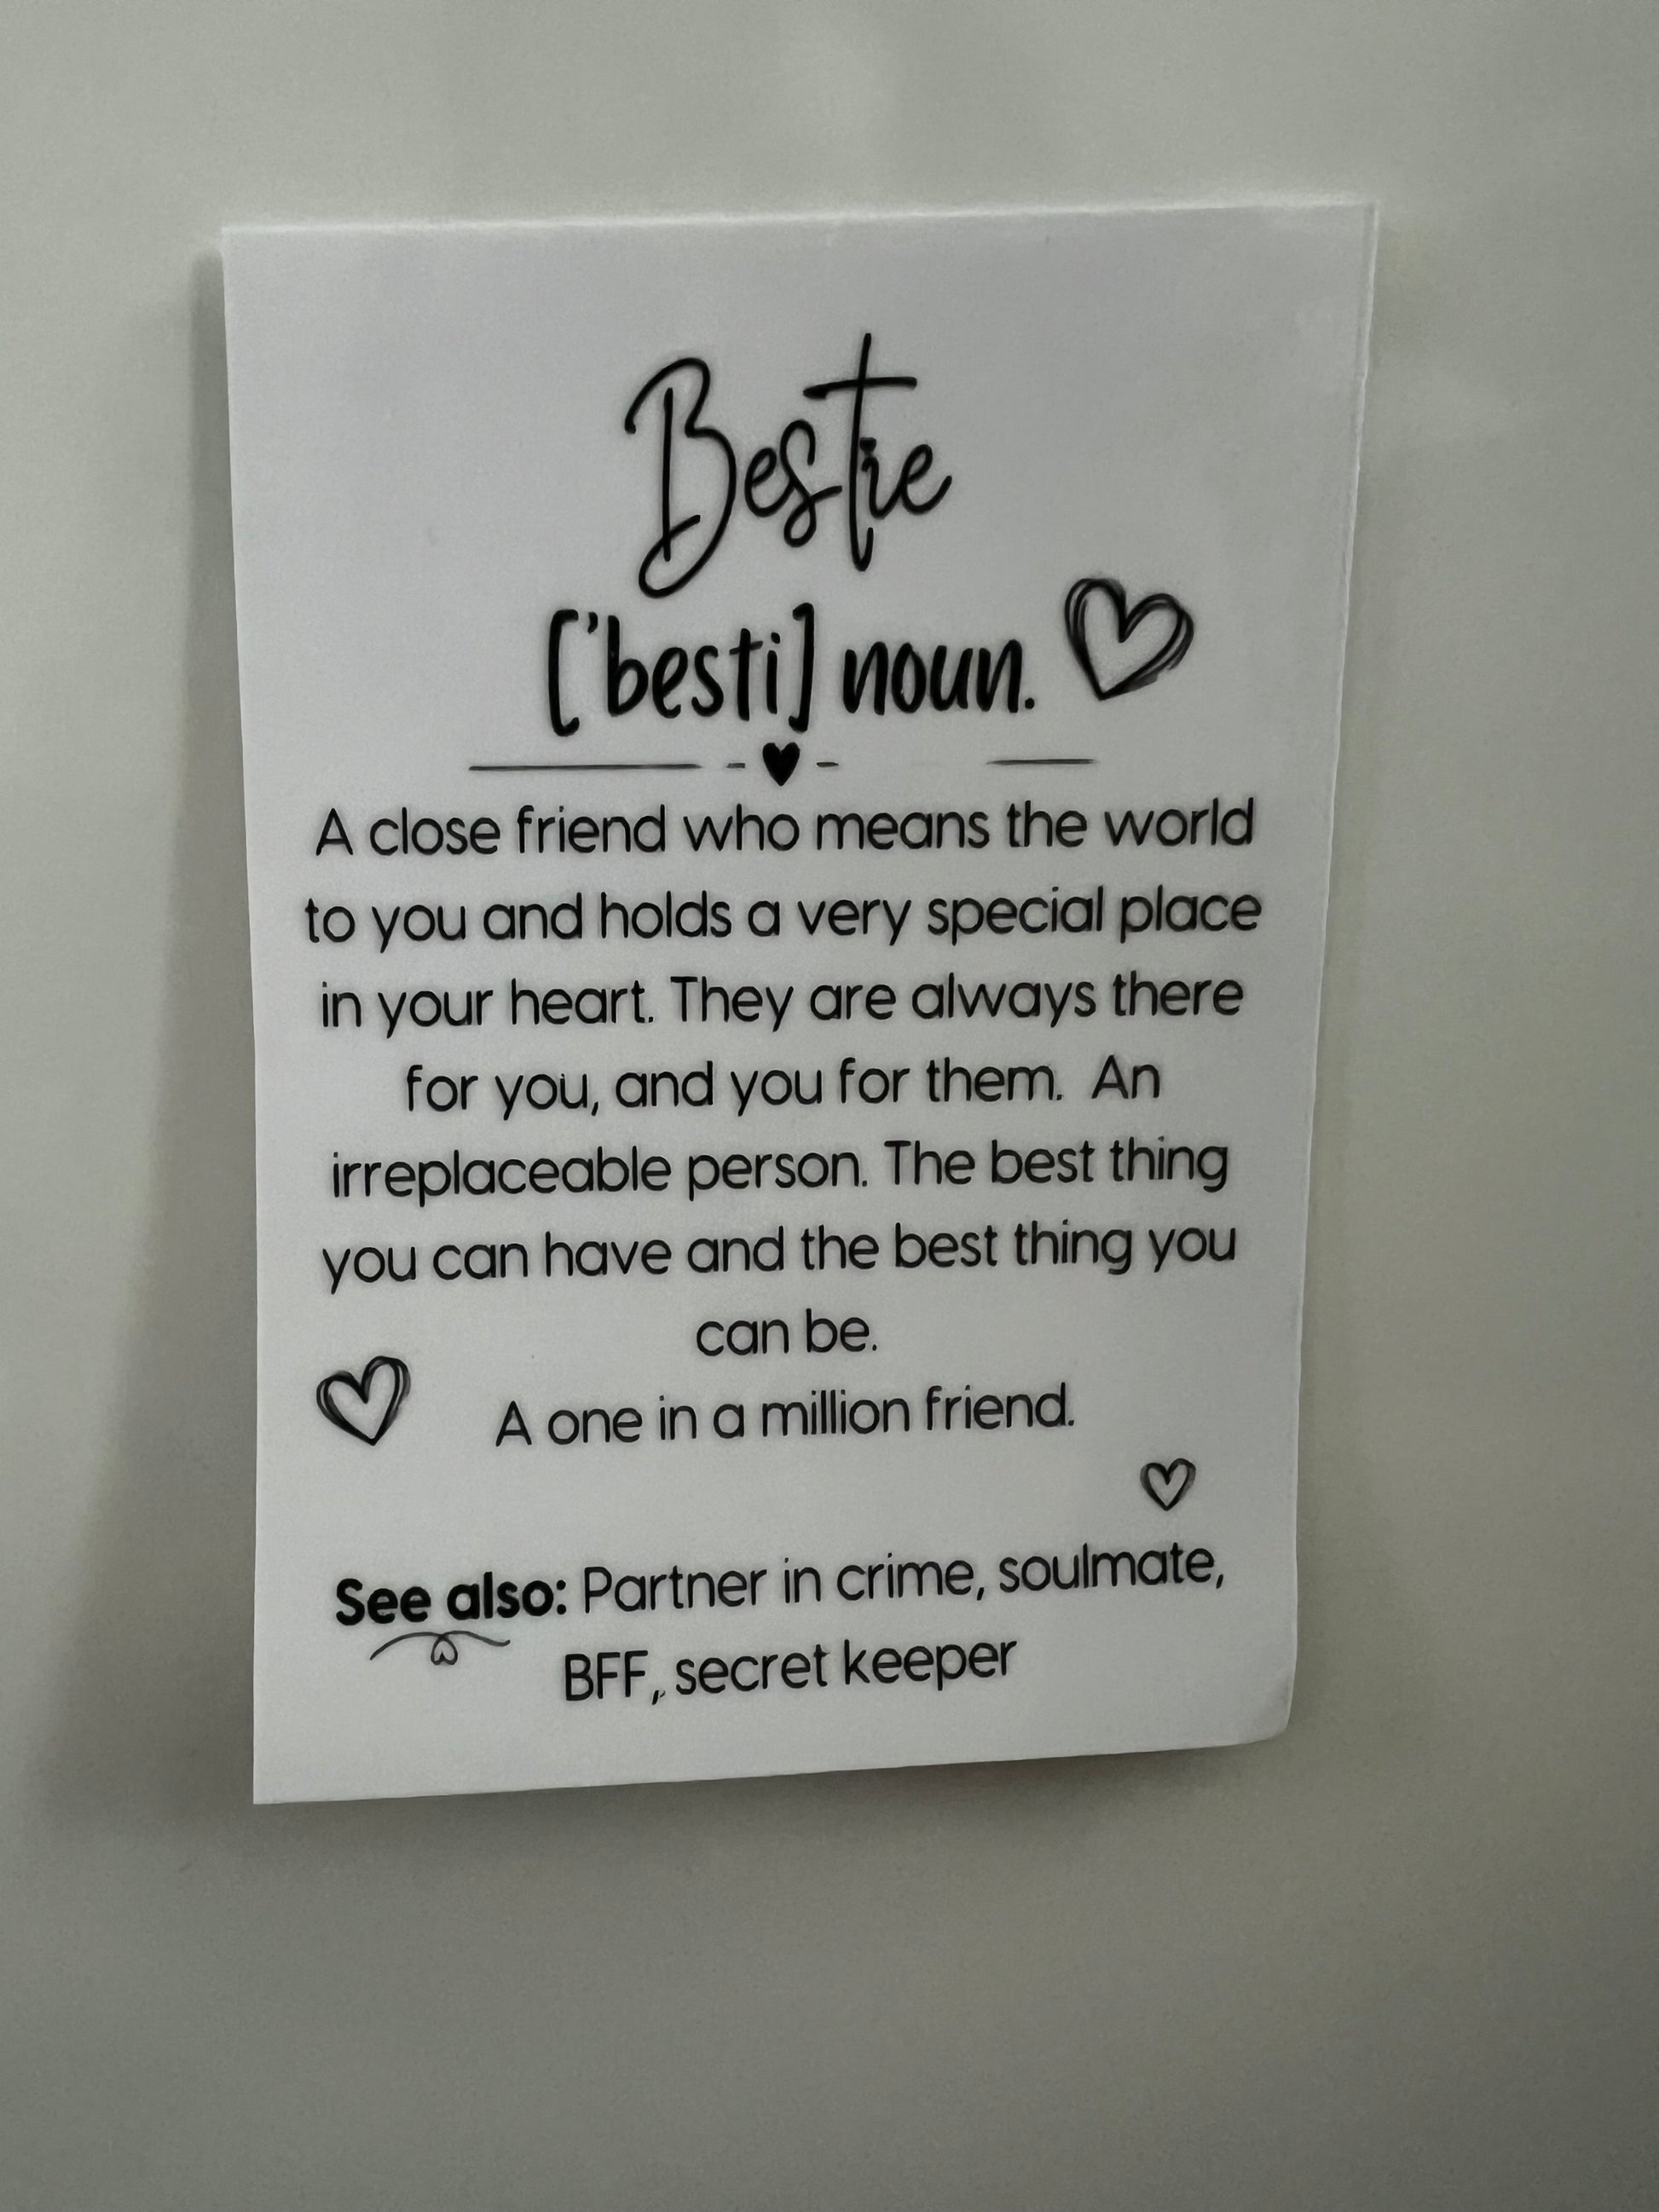 Bestie
['besti] noun.
A close friend who means the world
to you and holds a very special place
in your heart. They are always there
for you, and you for them. An
irreplaceable person. The best thing
you can have and the best thing you
can be.
A one in a million friend.
See also: Partner in crime, soulmate,
BFF, secret keeper